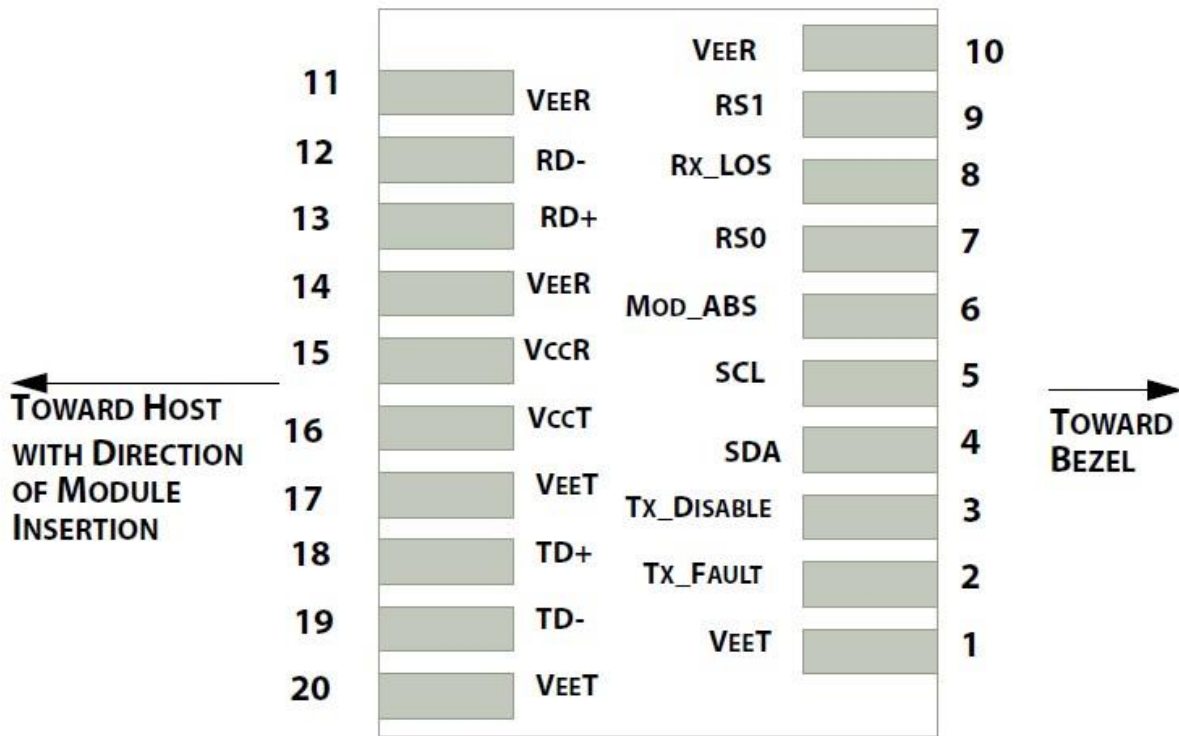 11 VEER
12 RD-
13 RD+
14 VEER
15 VCCR
16 VCCT
17 VEET
18 TD+
19 TD-
20 VEET
VEER 10
RS1 9
RX_LOS 8
RS0 7
MOD_ABS 6
SCL 5
SDA 4
TX_DISABLE 3
TX_FAULT 2
VEET 1
TOWARD HOST
WITH DIRECTION
OF MODULE
INSERTION
TOWARD
BEZEL